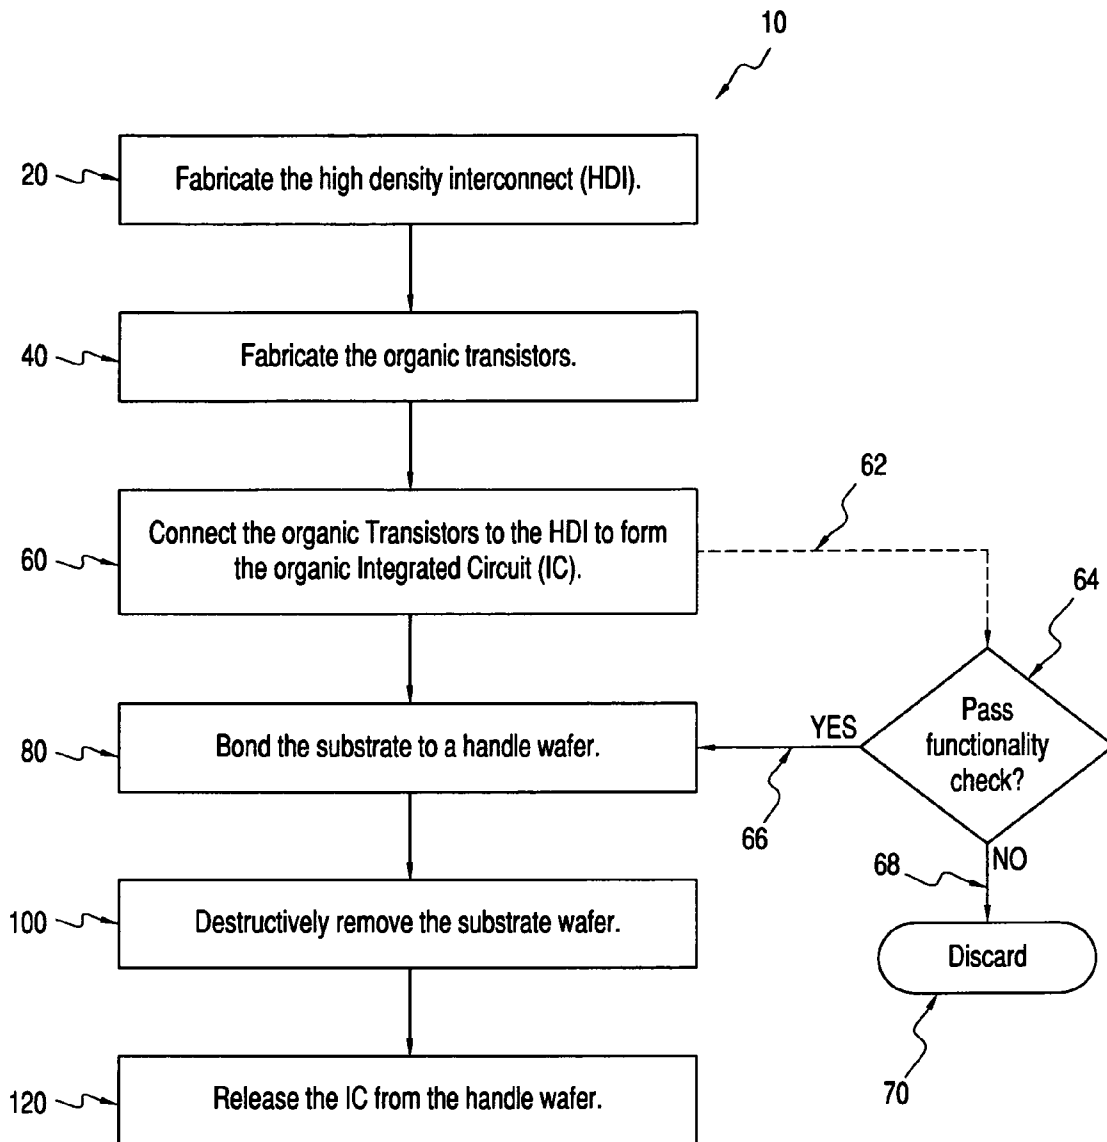 10
20
Fabricate the high density interconnect (HDI).
40
Fabricate the organic transistors.
62
60
Connect the organic Transistors to the HDI to form
the organic Integrated Circuit (IC).
64
80
Bond the substrate to a handle wafer.
YES
66
Pass
functionality
check?
NO
68
100
Destructively remove the substrate wafer.
Discard
70
120
Release the IC from the handle wafer.